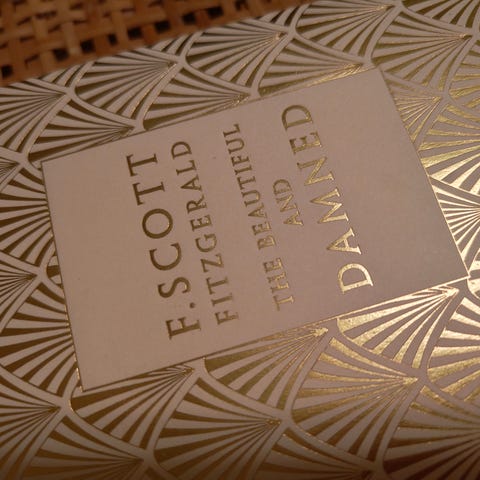 F. SCOTT
FITZGERALD
THE BEAUTIFUL
AND
DAMNED